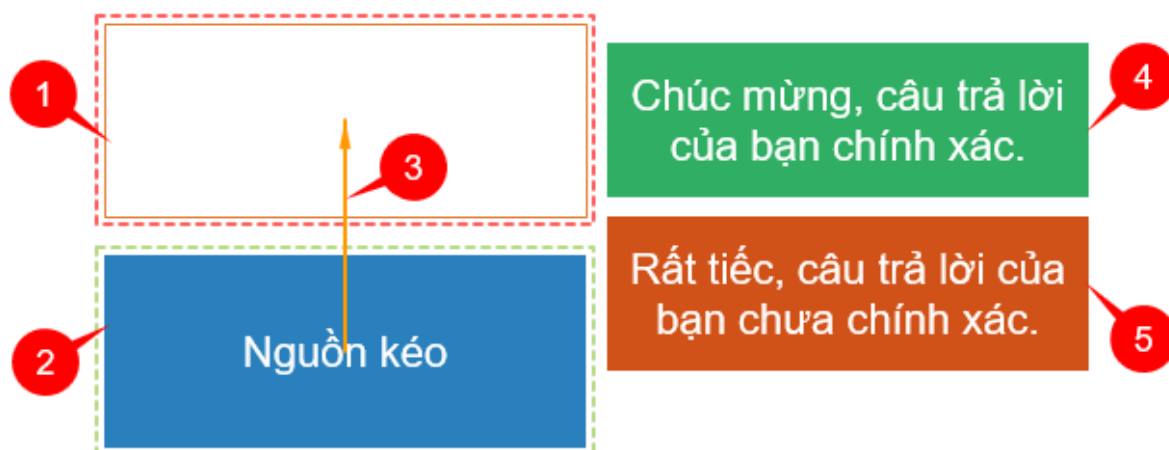 1
Chúc mừng, câu trả lời
của bạn chính xác.
4
3
Rất tiếc, câu trả lời của
bạn chưa chính xác.
5
2
Nguồn kéo